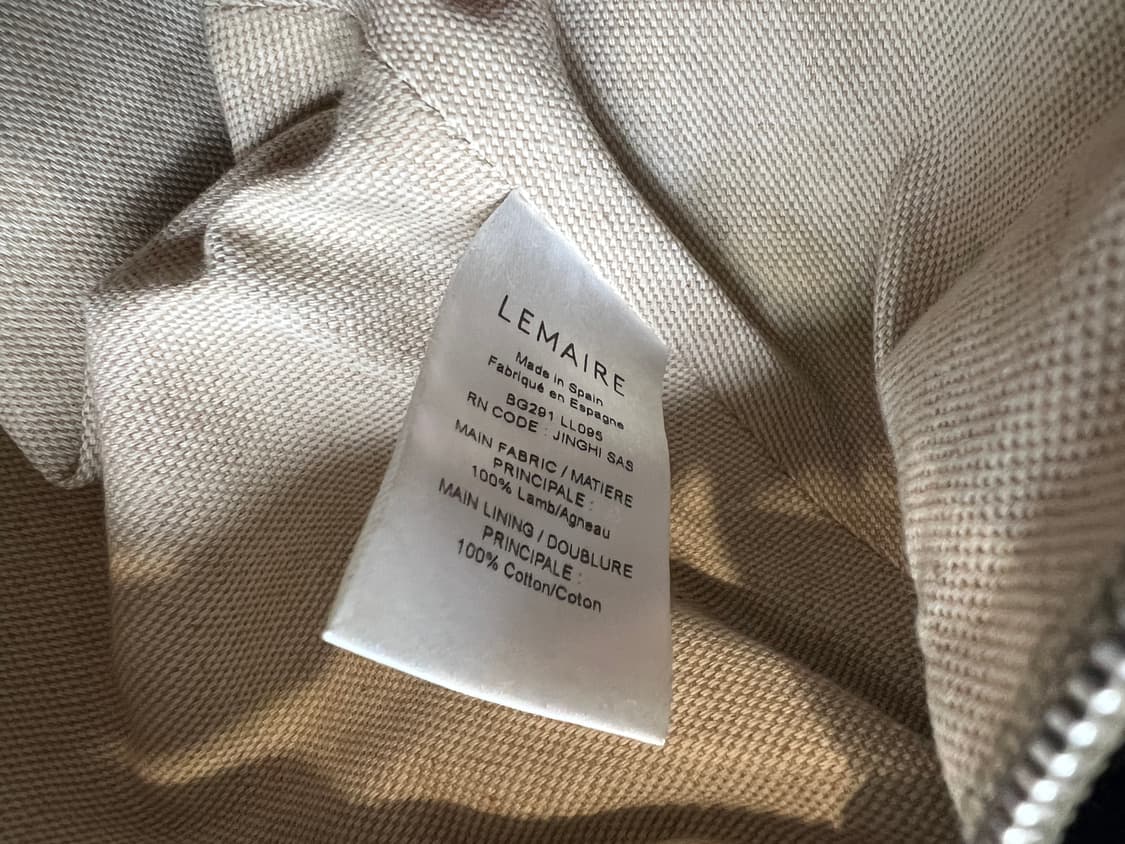 LEMAIRE
Made in Spain
Fabriqué en Espagne
BG291 LL095
RN CODE : JINGHI SAS
MAIN FABRIC / MATIERE
PRINCIPALE :
100% Lamb/Agneau
MAIN LINING / DOUBLURE
PRINCIPALE :
100% Cotton/Coton